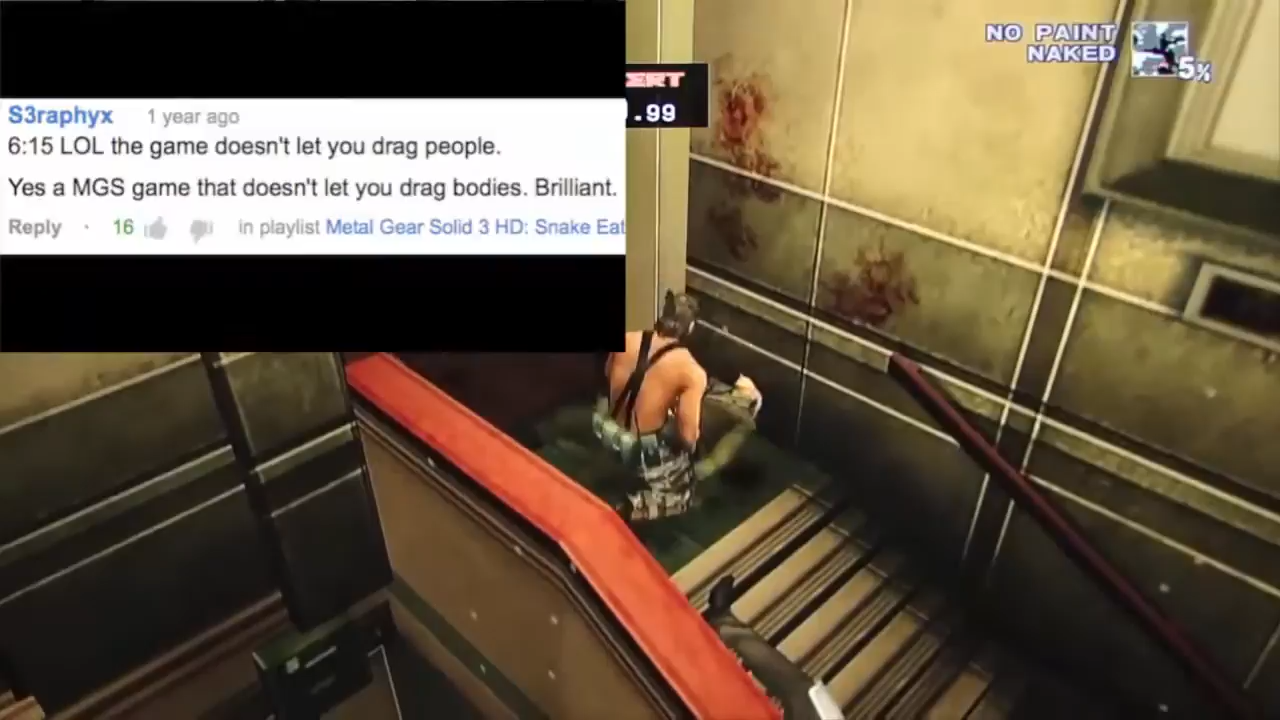 S3raphyx 1 year ago
6:15 LOL the game doesn't let you drag people.
Yes a MGS game that doesn't let you drag bodies. Brilliant.
Reply · 16 in playlist Metal Gear Solid 3 HD: Snake Eat
NO PAINT
NAKED
5%
ERT
.99